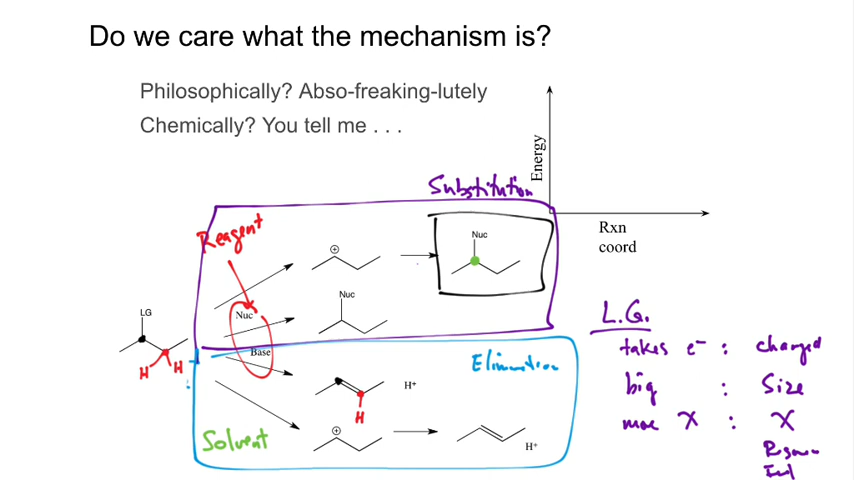 Do we care what the mechanism is?
Philosophically? Abso-freaking-lutely
Chemically? You tell me . . .
Energy
Rxn
coord
Substitution
Reagent
Nuc
Nuc
Nuc
LG
H H
Base
Elimination
H
H⁺
Solvent
H⁺
L.G.
takes e⁻ : charged
big : Size
more X : X